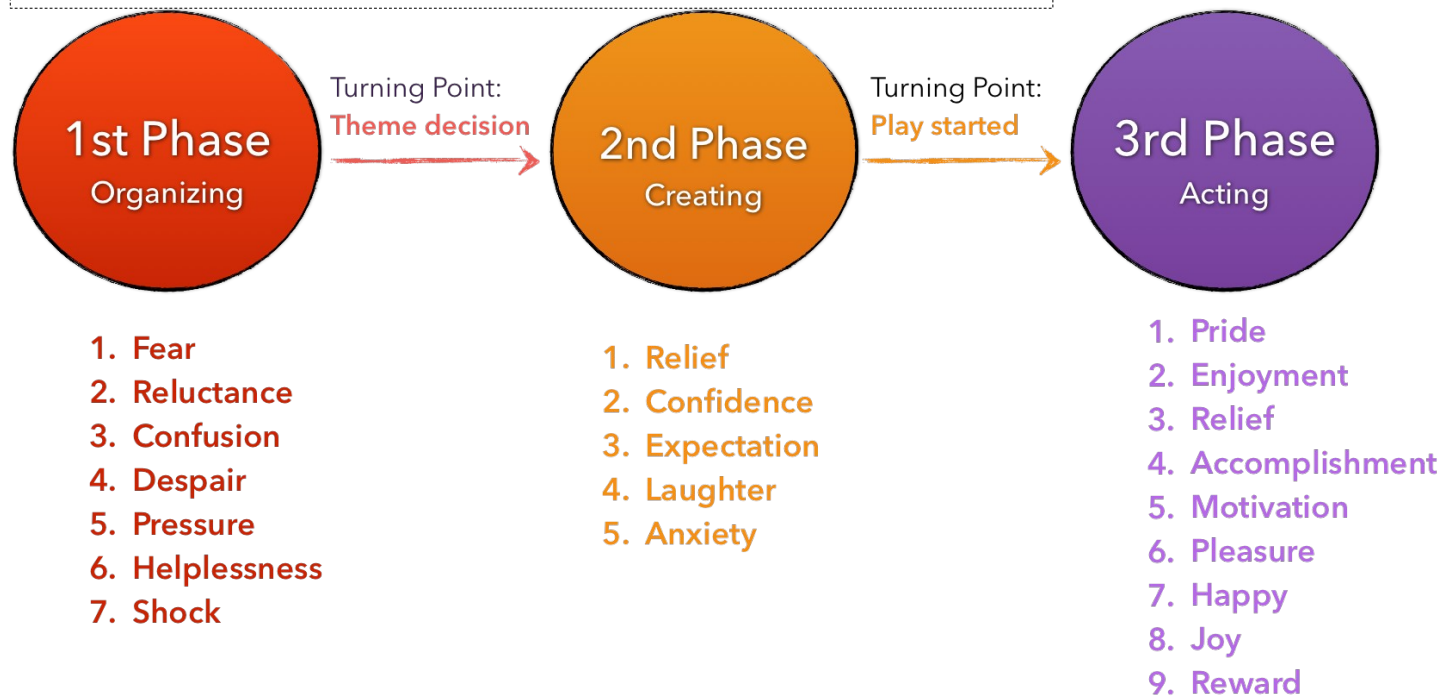 1st Phase
Organizing
Turning Point:
Theme decision
2nd Phase
Creating
Turning Point:
Play started
3rd Phase
Acting
1. Fear
2. Reluctance
3. Confusion
4. Despair
5. Pressure
6. Helplessness
7. Shock
1. Relief
2. Confidence
3. Expectation
4. Laughter
5. Anxiety
1. Pride
2. Enjoyment
3. Relief
4. Accomplishment
5. Motivation
6. Pleasure
7. Happy
8. Joy
9. Reward